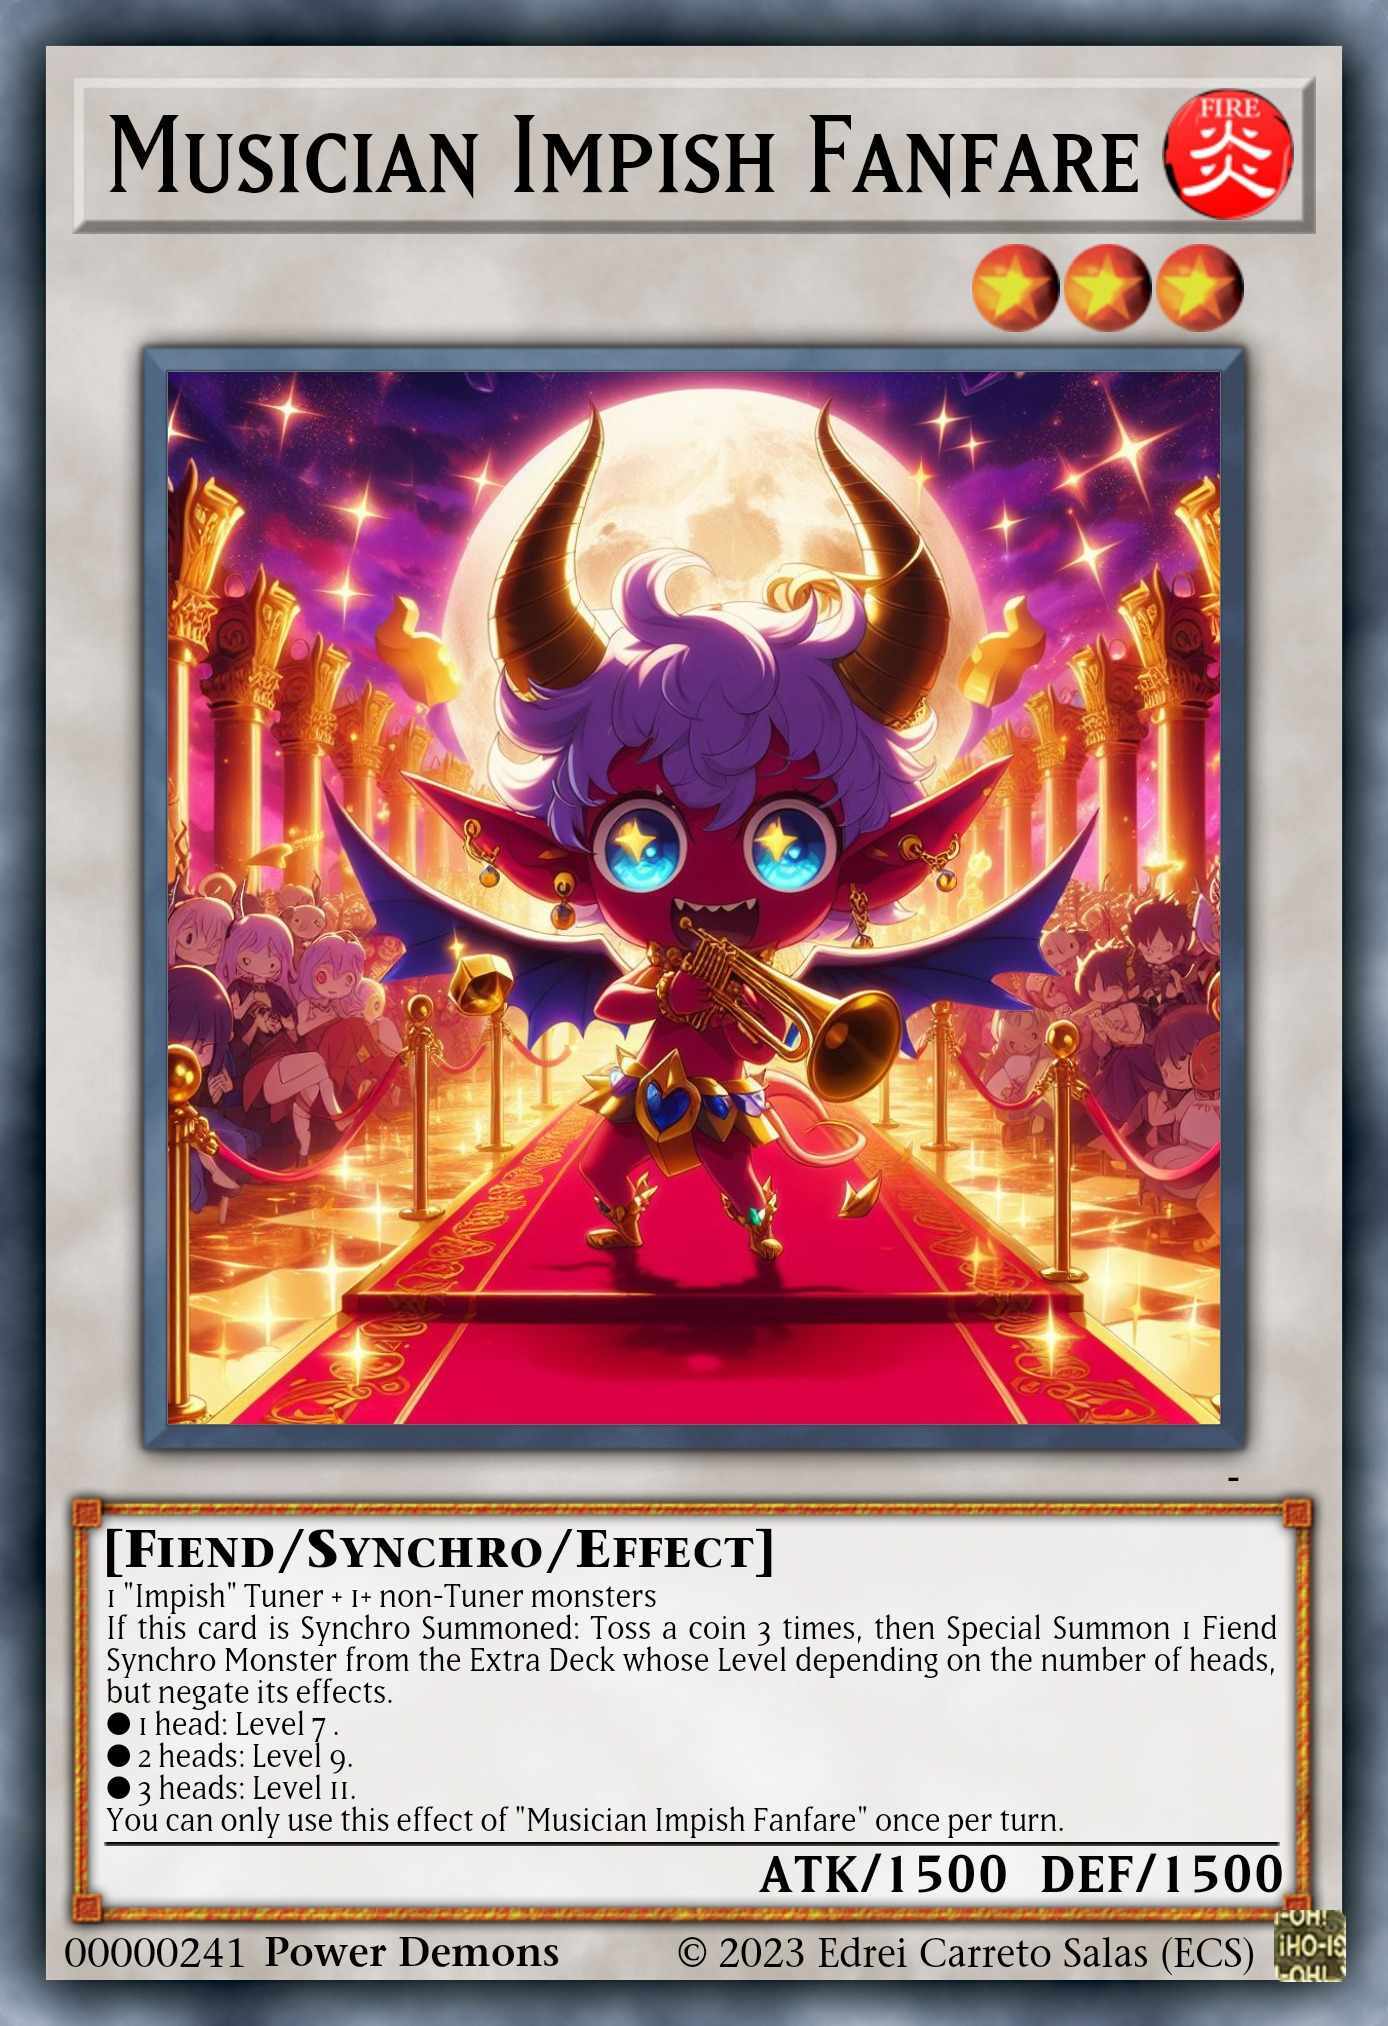 Musician Impish Fanfare
FIRE
炎
-
[Fiend/Synchro/Effect]
1 "Impish" Tuner + 1+ non-Tuner monsters
If this card is Synchro Summoned: Toss a coin 3 times, then Special Summon 1 Fiend
Synchro Monster from the Extra Deck whose Level depending on the number of heads,
but negate its effects.
● 1 head: Level 7 .
● 2 heads: Level 9.
● 3 heads: Level 11.
You can only use this effect of "Musician Impish Fanfare" once per turn.
ATK/1500 DEF/1500
00000241 Power Demons © 2023 Edrei Carreto Salas (ECS)